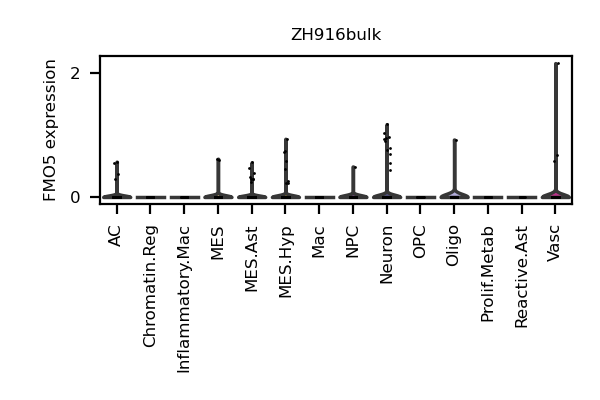 ZH916bulk
FMO5 expression
2
0
AC
Chromatin.Reg
Inflammatory.Mac
MES
MES.Ast
MES.Hyp
Mac
NPC
Neuron
OPC
Oligo
Prolif.Metab
Reactive.Ast
Vasc